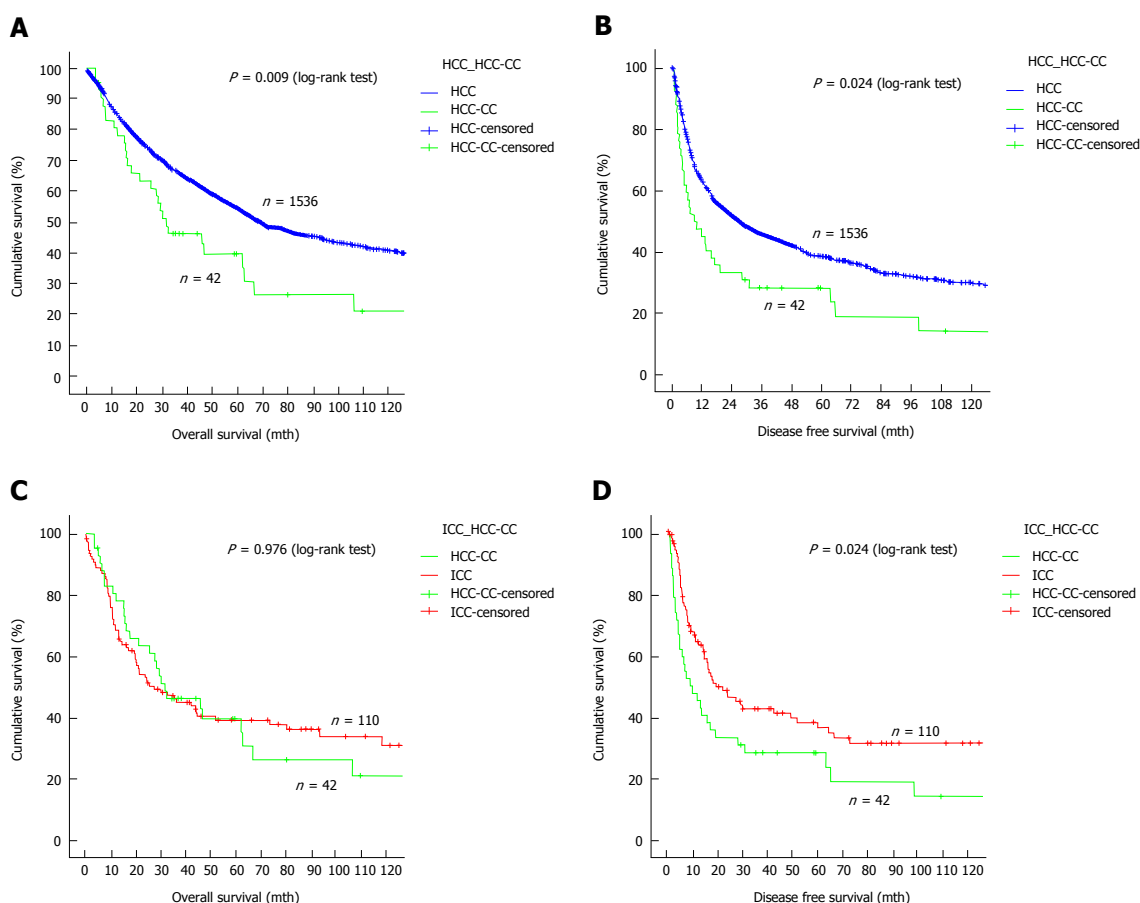 A
P = 0.009 (log-rank test)
HCC_HCC-CC
HCC
HCC-CC
HCC-censored
HCC-CC-censored
n = 1536
n = 42
Cumulative survival (%)
100
90
80
70
60
50
40
30
20
10
0
0 10 20 30 40 50 60 70 80 90 100 110 120
Overall survival (mth)
B
P = 0.024 (log-rank test)
HCC_HCC-CC
HCC
HCC-CC
HCC-censored
HCC-CC-censored
n = 1536
n = 42
Cumulative survival (%)
100
80
60
40
20
0
0 12 24 36 48 60 72 84 96 108 120
Disease free survival (mth)
C
P = 0.976 (log-rank test)
ICC_HCC-CC
HCC-CC
ICC
HCC-CC-censored
ICC-censored
n = 110
n = 42
Cumulative survival (%)
100
80
60
40
20
0
0 10 20 30 40 50 60 70 80 90 100 110 120
Overall survival (mth)
D
P = 0.024 (log-rank test)
ICC_HCC-CC
HCC-CC
ICC
HCC-CC-censored
ICC-censored
n = 110
n = 42
Cumulative survival (%)
100
80
60
40
20
0
0 10 20 30 40 50 60 70 80 90 100 110 120
Disease free survival (mth)